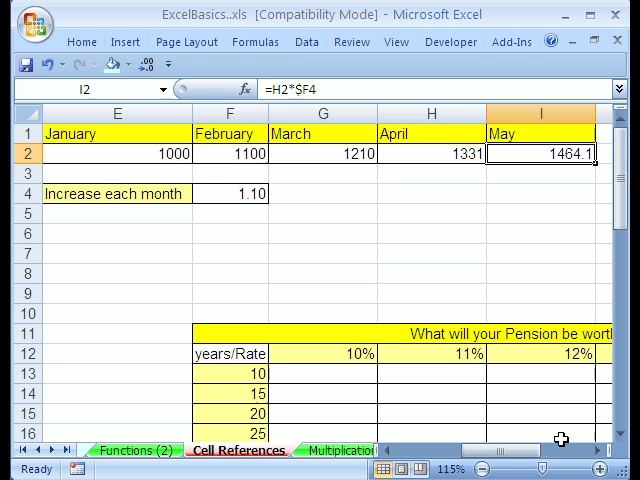 ExcelBasics..xls [Compatibility Mode] - Microsoft Excel
Home Insert Page Layout Formulas Data Review View Developer Add-Ins
I2 fx =H2*$F4
E F G H I
1 January February March April May
2 1000 1100 1210 1331 1464.1
3
4 Increase each month 1.10
5
6
7
8
9
10
11 What will your Pension be worth
12 years/Rate 10% 11% 12%
13 10
14 15
15 20
16 25
Functions (2) Cell References Multiplication
Ready 115%